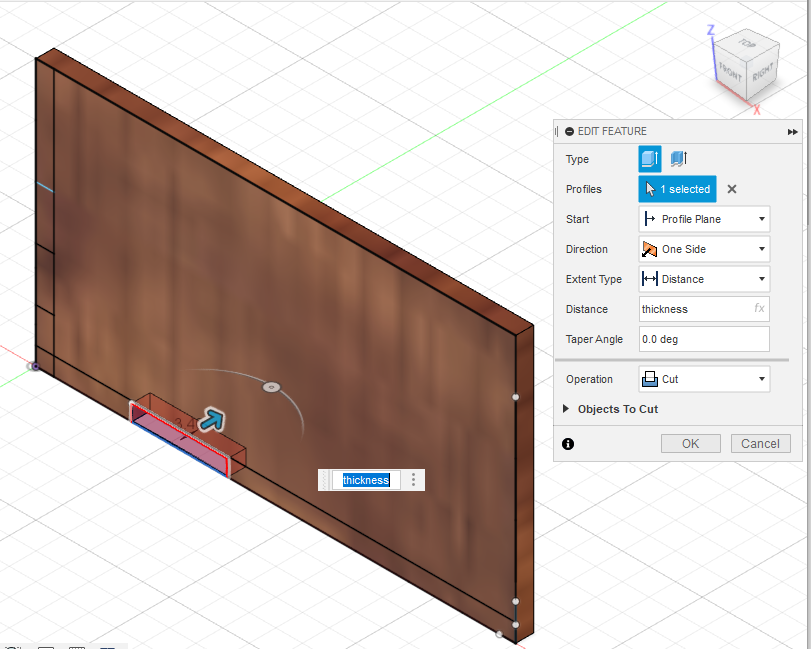 Z
TOP
FRONT
RIGHT
X
EDIT FEATURE
Type
Profiles
1 selected
Start
Profile Plane
Direction
One Side
Extent Type
Distance
Distance
thickness
fx
Taper Angle
0.0 deg
Operation
Cut
Objects To Cut
OK
Cancel
thickness